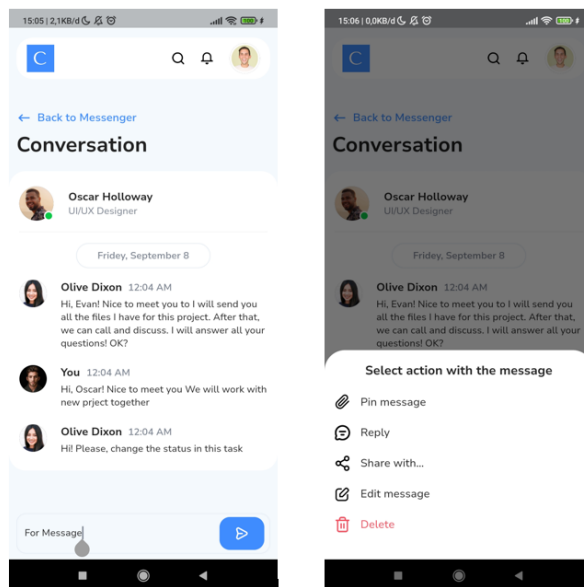 15:05 | 2,1KB/d
100
C
← Back to Messenger
Conversation
Oscar Holloway
UI/UX Designer
Friday, September 8
Olive Dixon 12:04 AM
Hi, Evan! Nice to meet you to I will send you
all the files I have for this project. After that,
we can call and discuss. I will answer all your
questions! OK?
You 12:04 AM
Hi, Oscar! Nice to meet you We will work with
new prject together
Olive Dixon 12:04 AM
Hi! Please, change the status in this task
For Message
15:06 | 0,0KB/d
100
C
← Back to Messenger
Conversation
Oscar Holloway
UI/UX Designer
Friday, September 8
Olive Dixon 12:04 AM
Hi, Evan! Nice to meet you to I will send you
all the files I have for this project. After that,
we can call and discuss. I will answer all your
questions! OK?
Select action with the message
Pin message
Reply
Share with...
Edit message
Delete